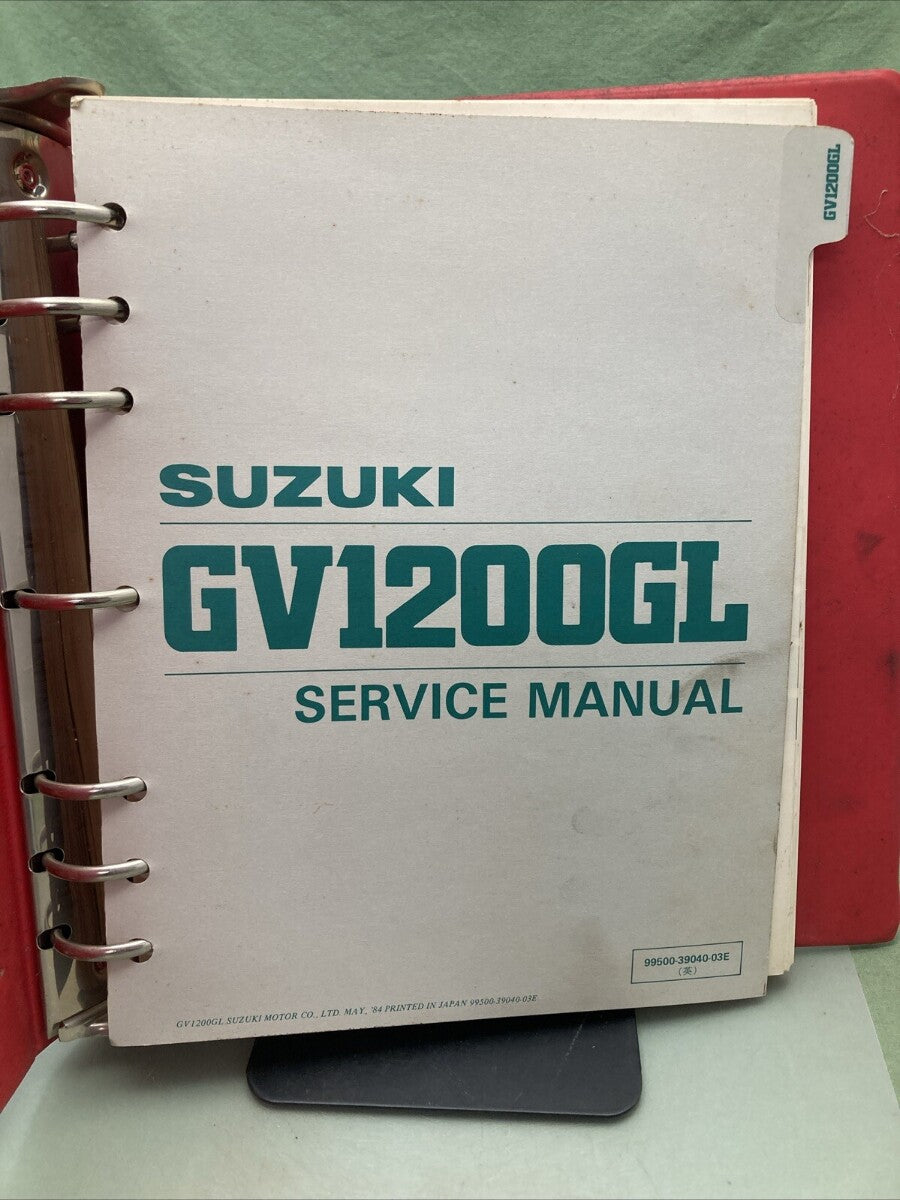 GV1200GL
SUZUKI
GV1200GL
SERVICE MANUAL
99500-39040-03E
(英)
GV1200GL SUZUKI MOTOR CO., LTD. MAY, '84 PRINTED IN JAPAN 99500-39040-03E